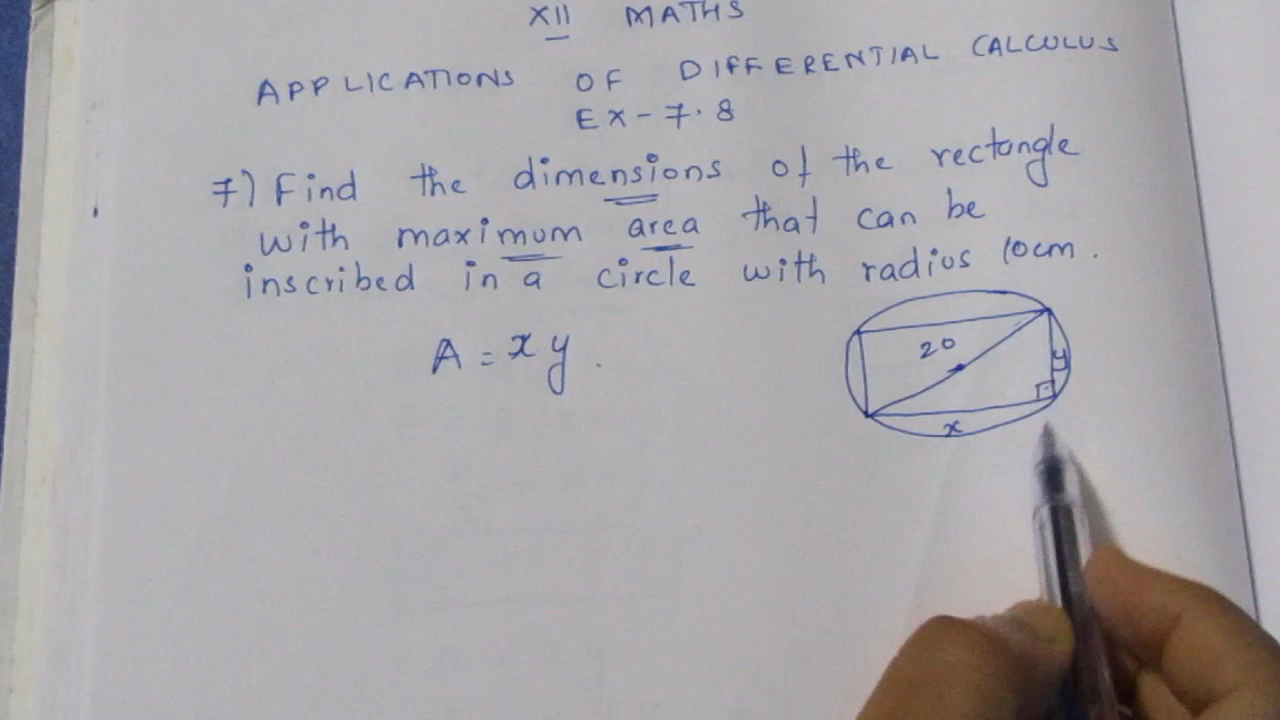 XII MATHS
APPLICATIONS OF DIFFERENTIAL CALCULUS
EX-7.8
7) Find the dimensions of the rectangle
with maximum area that can be
inscribed in a circle with radius 10cm.
A = xy.
20
y
x